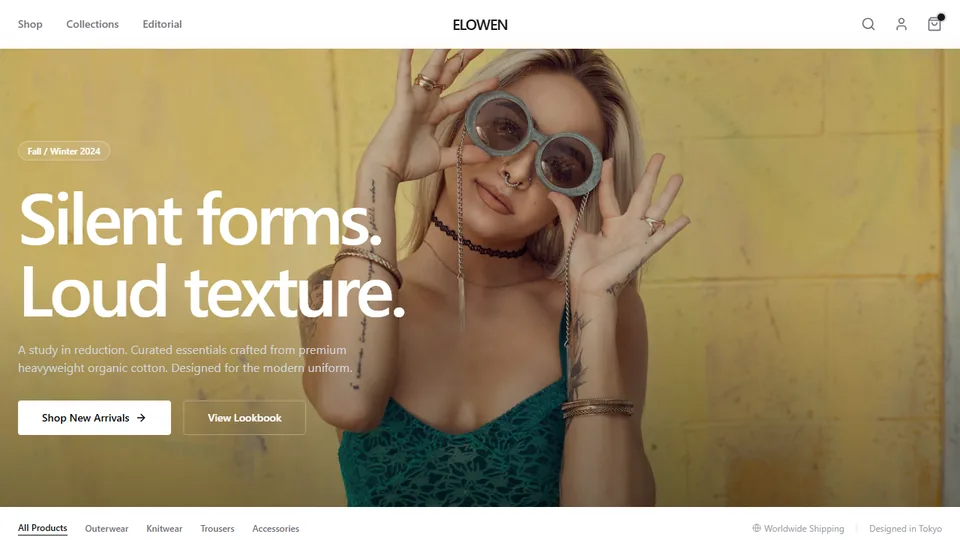 Shop
Collections
Editorial
ELOWEN
Fall / Winter 2024
Silent forms.
Loud texture.
A study in reduction. Curated essentials crafted from premium
heavyweight organic cotton. Designed for the modern uniform.
Shop New Arrivals →
View Lookbook
All Products
Outerwear
Knitwear
Trousers
Accessories
Worldwide Shipping
Designed in Tokyo